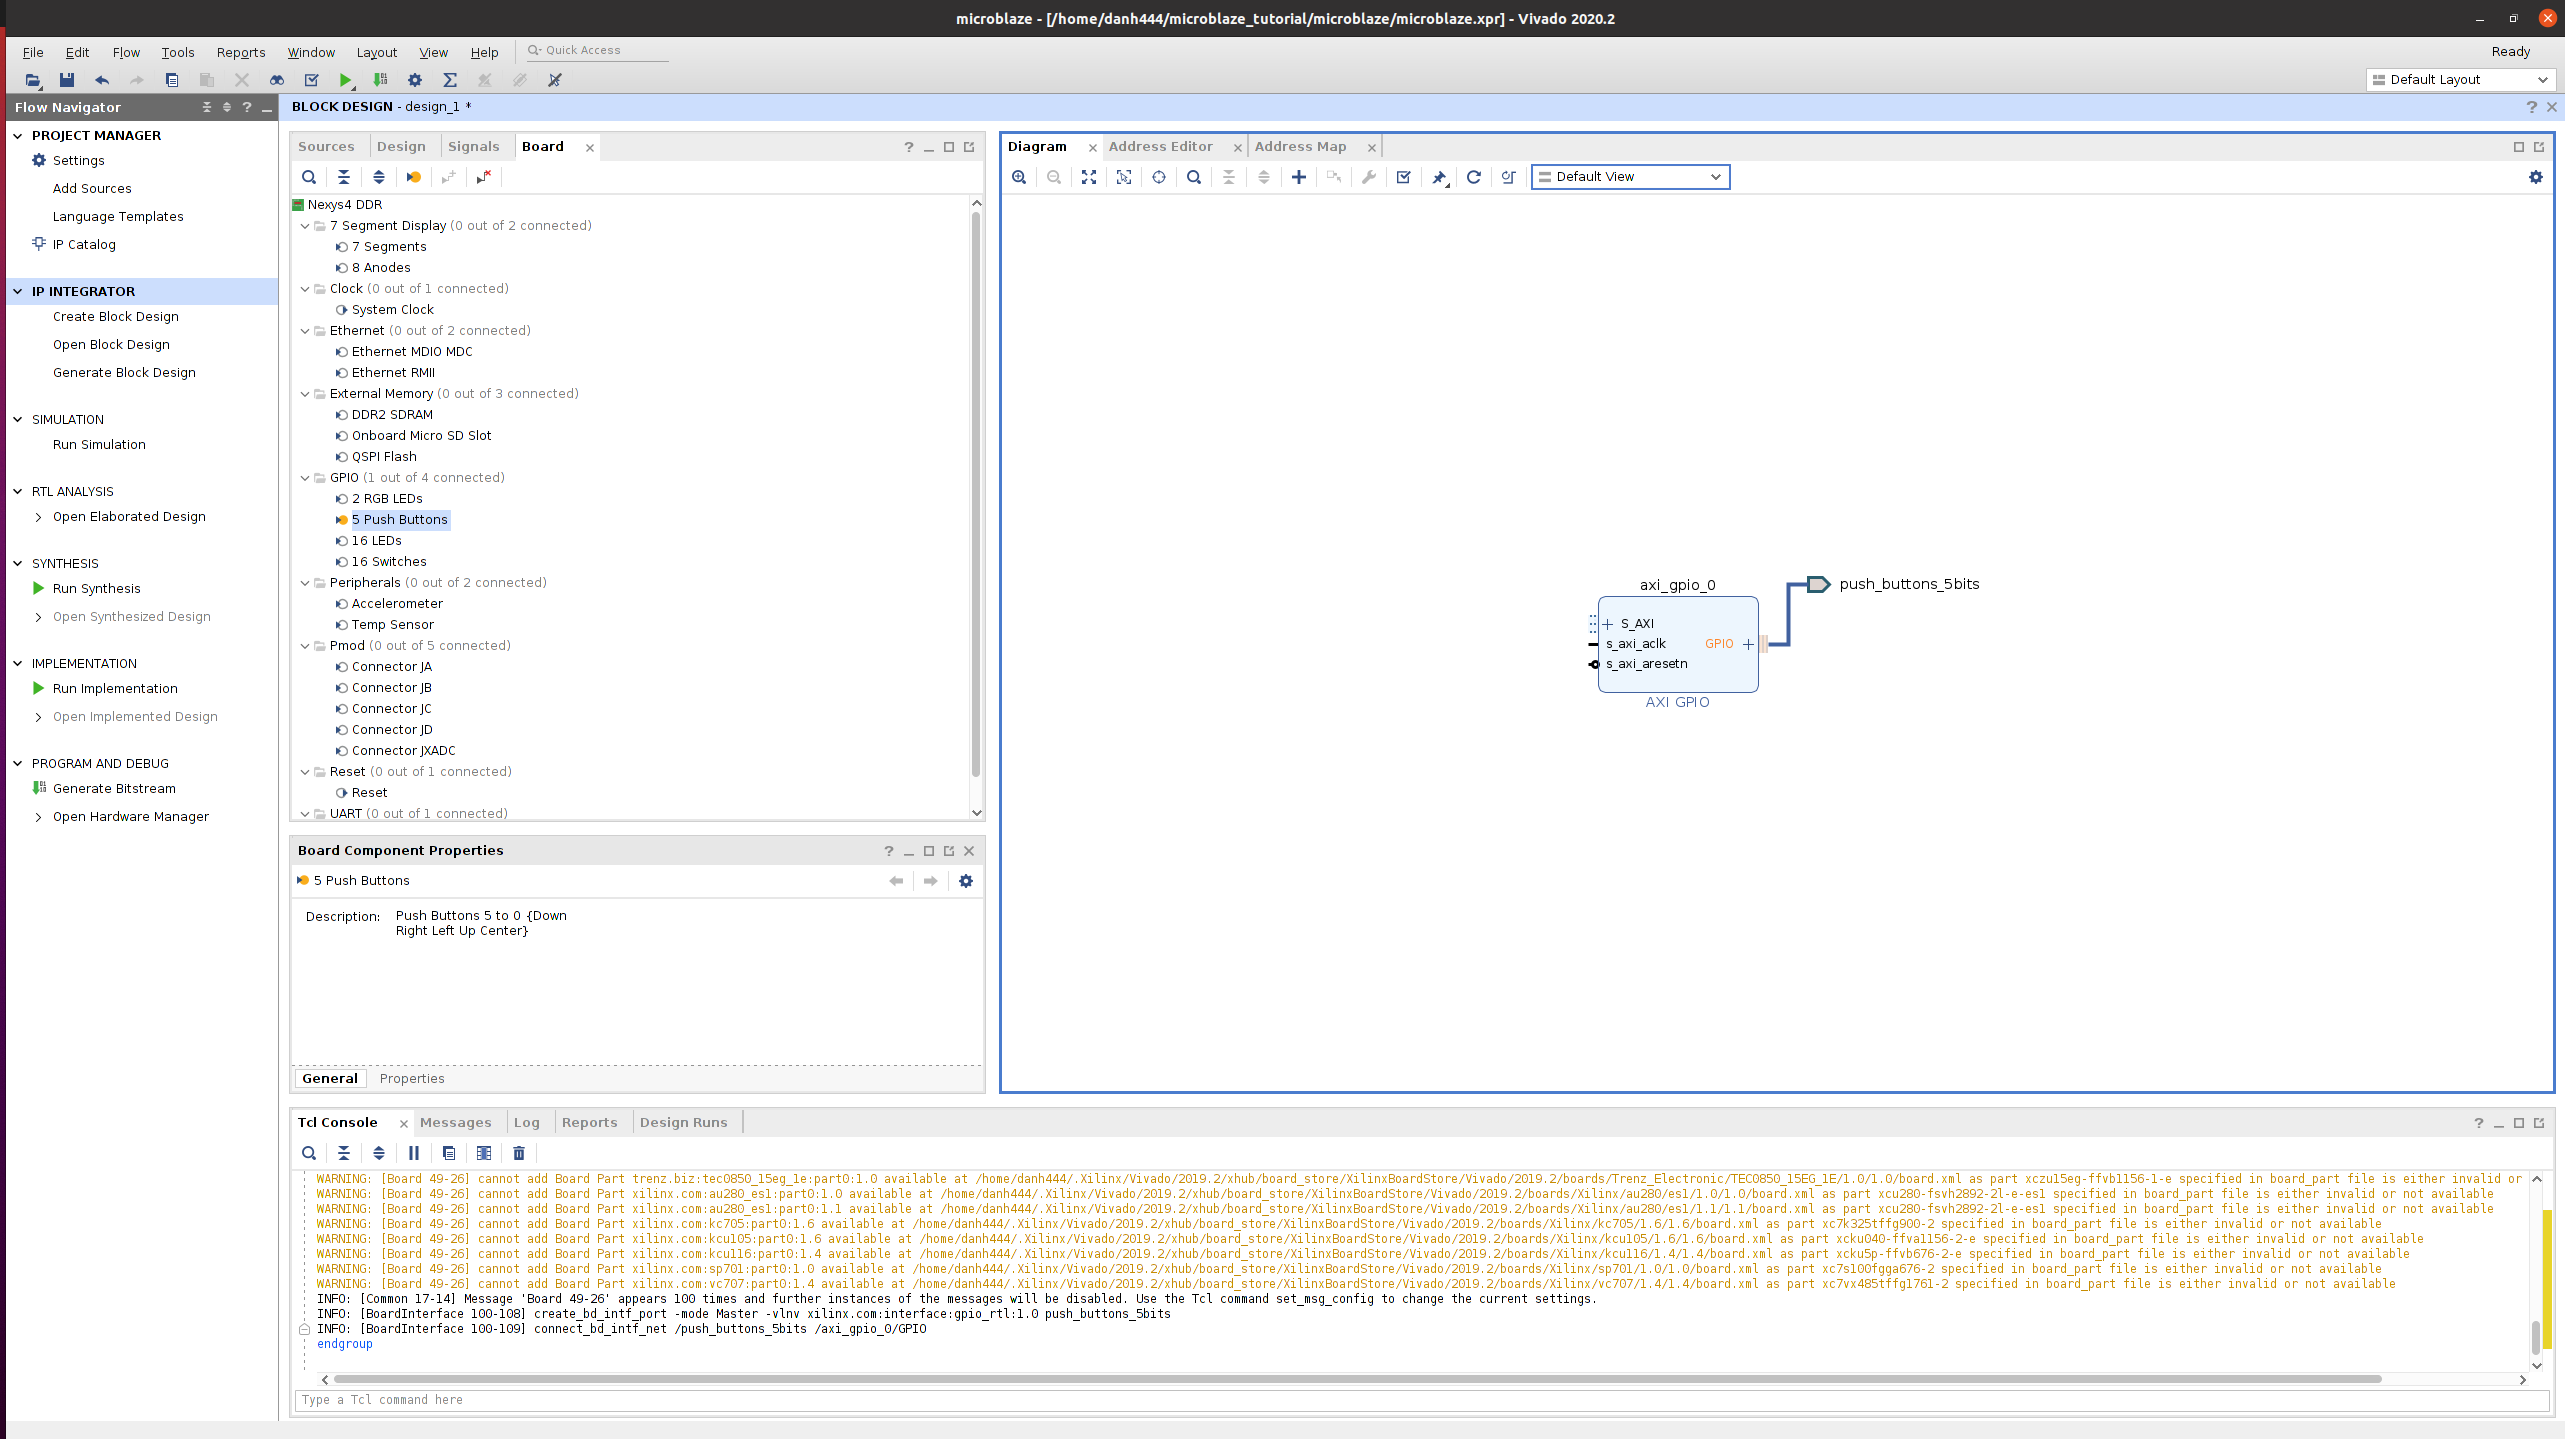 microblaze - [/home/danh444/microblaze_tutorial/microblaze/microblaze.xpr] - Vivado 2020.2
File Edit Flow Tools Reports Window Layout View Help Quick Access Ready
Default Layout
Flow Navigator
BLOCK DESIGN - design_1 *
PROJECT MANAGER
Settings
Add Sources
Language Templates
IP Catalog
IP INTEGRATOR
Create Block Design
Open Block Design
Generate Block Design
SIMULATION
Run Simulation
RTL ANALYSIS
Open Elaborated Design
SYNTHESIS
Run Synthesis
Open Synthesized Design
IMPLEMENTATION
Run Implementation
Open Implemented Design
PROGRAM AND DEBUG
Generate Bitstream
Open Hardware Manager
Sources Design Signals Board
Nexys4 DDR
7 Segment Display (0 out of 2 connected)
7 Segments
8 Anodes
Clock (0 out of 1 connected)
System Clock
Ethernet (0 out of 2 connected)
Ethernet MDIO MDC
Ethernet RMII
External Memory (0 out of 3 connected)
DDR2 SDRAM
Onboard Micro SD Slot
QSPI Flash
GPIO (1 out of 4 connected)
2 RGB LEDs
5 Push Buttons
16 LEDs
16 Switches
Peripherals (0 out of 2 connected)
Accelerometer
Temp Sensor
Pmod (0 out of 5 connected)
Connector JA
Connector JB
Connector JC
Connector JD
Connector JXADC
Reset (0 out of 1 connected)
Reset
UART (0 out of 1 connected)
Board Component Properties
5 Push Buttons
Description: Push Buttons 5 to 0 {Down
Right Left Up Center}
General Properties
Diagram Address Editor Address Map
Default View
axi_gpio_0
push_buttons_5bits
S_AXI
s_axi_aclk GPIO
s_axi_aresetn
AXI GPIO
Tcl Console Messages Log Reports Design Runs
WARNING: [Board 49-26] cannot add Board Part trenz.biz:tec0850_15eg_1e:part0:1.0 available at /home/danh444/.Xilinx/Vivado/2019.2/xhub/board_store/XilinxBoardStore/Vivado/2019.2/boards/Trenz_Electronic/TEC0850_15EG_1E/1.0/1.0/board.xml as part xczu15eg-ffvb1156-1-e specified in board_part file is either invalid or
WARNING: [Board 49-26] cannot add Board Part xilinx.com:au280_es1:part0:1.0 available at /home/danh444/.Xilinx/Vivado/2019.2/xhub/board_store/XilinxBoardStore/Vivado/2019.2/boards/Xilinx/au280/es1/1.0/1.0/board.xml as part xcu280-fsvh2892-2l-e-es1 specified in board_part file is either invalid or not available
WARNING: [Board 49-26] cannot add Board Part xilinx.com:au280_es1:part0:1.1 available at /home/danh444/.Xilinx/Vivado/2019.2/xhub/board_store/XilinxBoardStore/Vivado/2019.2/boards/Xilinx/au280/es1/1.1/1.1/board.xml as part xcu280-fsvh2892-2l-e-es1 specified in board_part file is either invalid or not available
WARNING: [Board 49-26] cannot add Board Part xilinx.com:kc705:part0:1.6 available at /home/danh444/.Xilinx/Vivado/2019.2/xhub/board_store/XilinxBoardStore/Vivado/2019.2/boards/Xilinx/kc705/1.6/1.6/board.xml as part xc7k325tffg900-2 specified in board_part file is either invalid or not available
WARNING: [Board 49-26] cannot add Board Part xilinx.com:kcu105:part0:1.6 available at /home/danh444/.Xilinx/Vivado/2019.2/xhub/board_store/XilinxBoardStore/Vivado/2019.2/boards/Xilinx/kcu105/1.6/1.6/board.xml as part xcku040-ffva1156-2-e specified in board_part file is either invalid or not available
WARNING: [Board 49-26] cannot add Board Part xilinx.com:kcu116:part0:1.4 available at /home/danh444/.Xilinx/Vivado/2019.2/xhub/board_store/XilinxBoardStore/Vivado/2019.2/boards/Xilinx/kcu116/1.4/1.4/board.xml as part xcku5p-ffvb676-2-e specified in board_part file is either invalid or not available
WARNING: [Board 49-26] cannot add Board Part xilinx.com:sp701:part0:1.0 available at /home/danh444/.Xilinx/Vivado/2019.2/xhub/board_store/XilinxBoardStore/Vivado/2019.2/boards/Xilinx/sp701/1.0/1.0/board.xml as part xc7s100fgga676-2 specified in board_part file is either invalid or not available
WARNING: [Board 49-26] cannot add Board Part xilinx.com:vc707:part0:1.4 available at /home/danh444/.Xilinx/Vivado/2019.2/xhub/board_store/XilinxBoardStore/Vivado/2019.2/boards/Xilinx/vc707/1.4/1.4/board.xml as part xc7vx485tffg1761-2 specified in board_part file is either invalid or not available
INFO: [Common 17-14] Message 'Board 49-26' appears 100 times and further instances of the messages will be disabled. Use the Tcl command set_msg_config to change the current settings.
INFO: [BoardInterface 100-108] create_bd_intf_port -mode Master -vlnv xilinx.com:interface:gpio_rtl:1.0 push_buttons_5bits
INFO: [BoardInterface 100-109] connect_bd_intf_net /push_buttons_5bits /axi_gpio_0/GPIO
endgroup
Type a Tcl command here